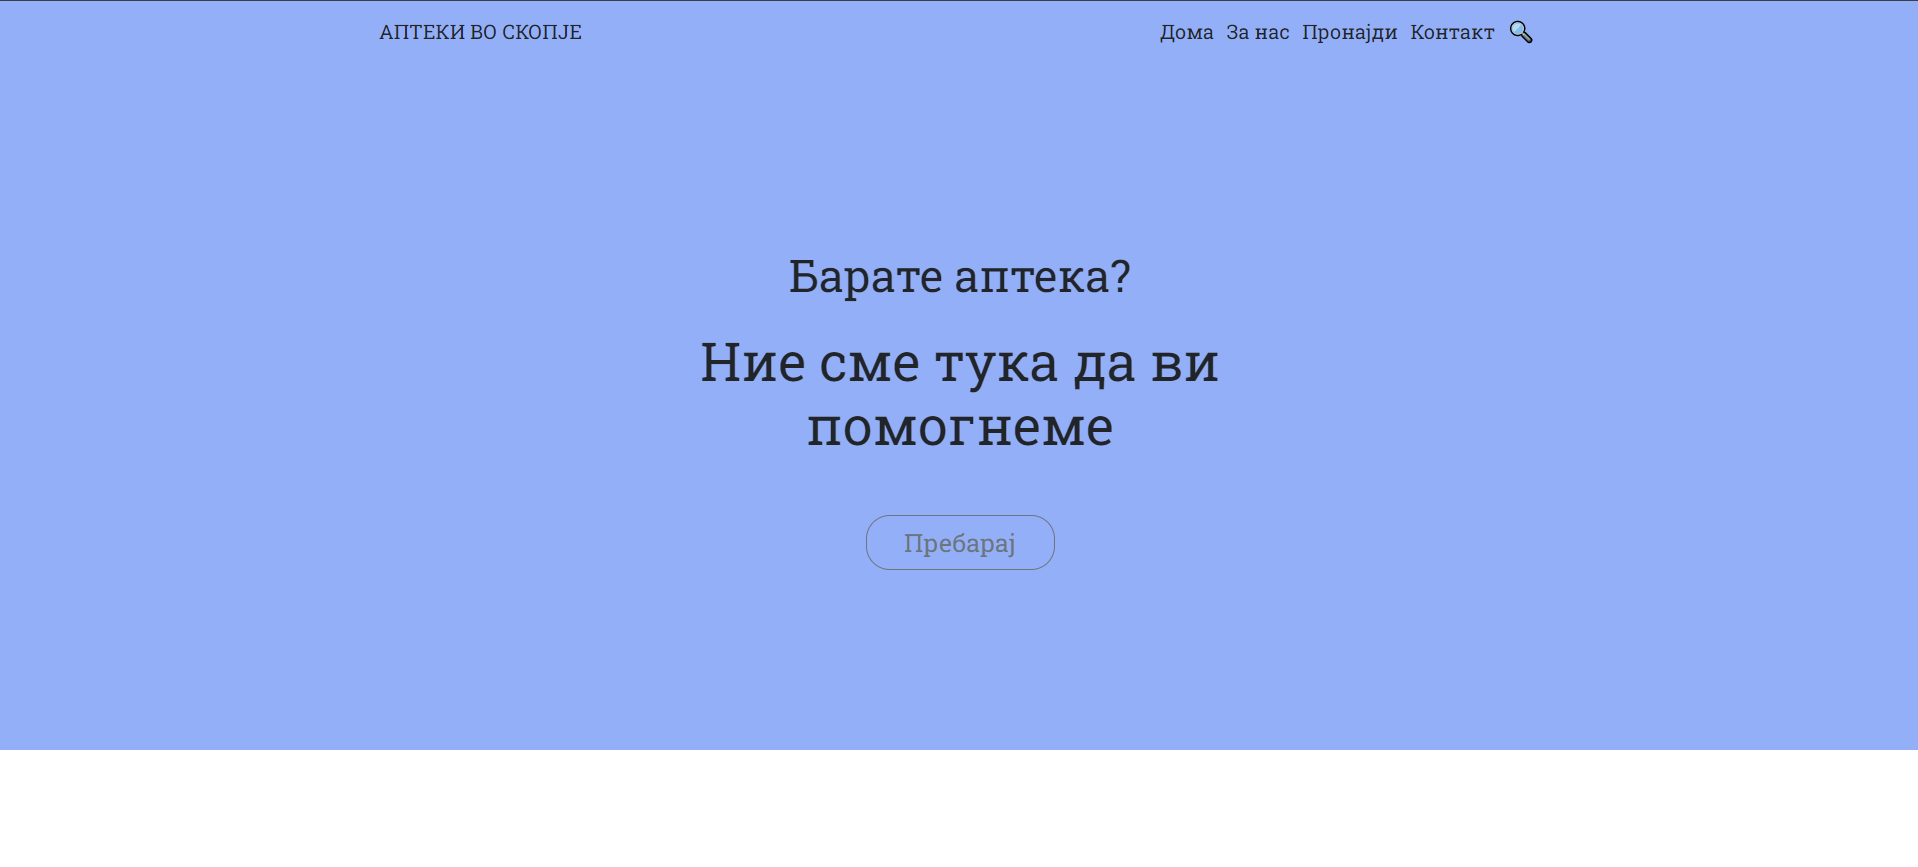 АПТЕКИ ВО СКОПЈЕ
Дома За нас Пронајди Контакт
Барате аптека?
Ние сме тука да ви
помогнеме
Пребарај